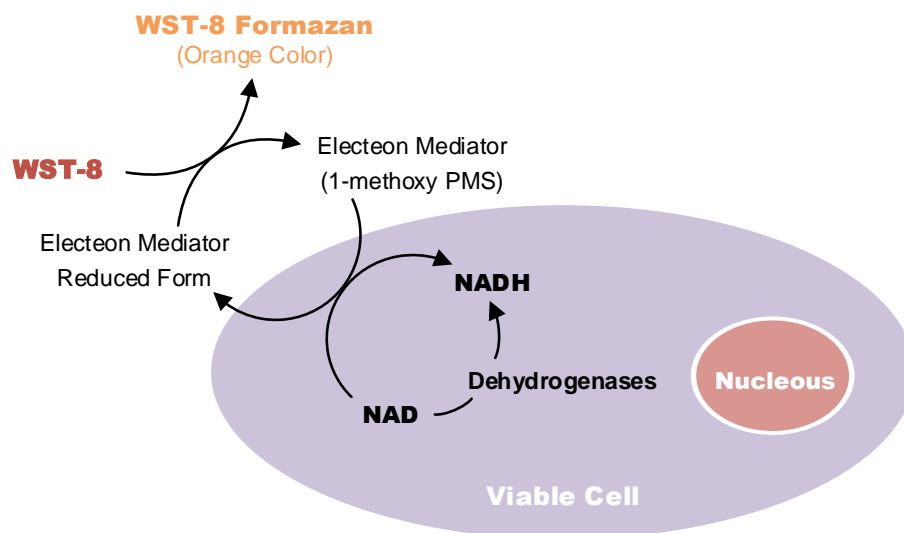 WST-8 Formazan
(Orange Color)
WST-8
Electeon Mediator
(1-methoxy PMS)
Electeon Mediator
Reduced Form
NADH
Dehydrogenases
NAD
Nucleous
Viable Cell